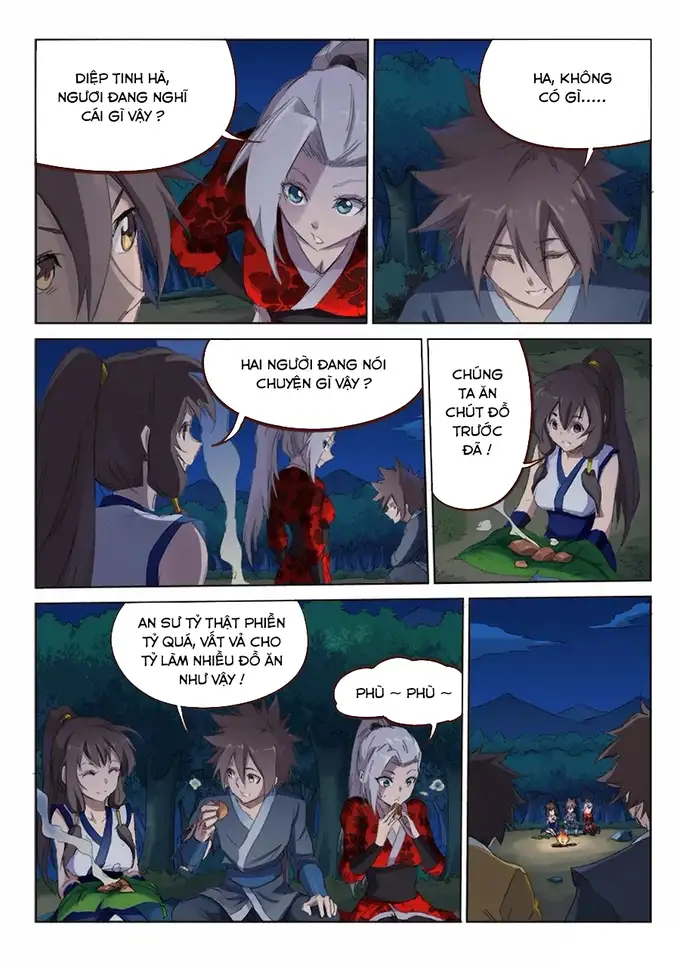 DIỆP TINH HÀ,
NGƯƠI ĐANG NGHĨ
CÁI GÌ VẬY ?
HA, KHÔNG
CÓ GÌ.....
HAI NGƯỜI ĐANG NÓI
CHUYỆN GÌ VẬY ?
CHÚNG
TA ĂN
CHÚT ĐỒ
TRƯỚC
ĐÃ !
AN SƯ TỶ THẬT PHIỀN
TỶ QUÁ, VẤT VẢ CHO
TỶ LÀM NHIỀU ĐỒ ĂN
NHƯ VẬY !
PHÙ ~ PHÙ ~